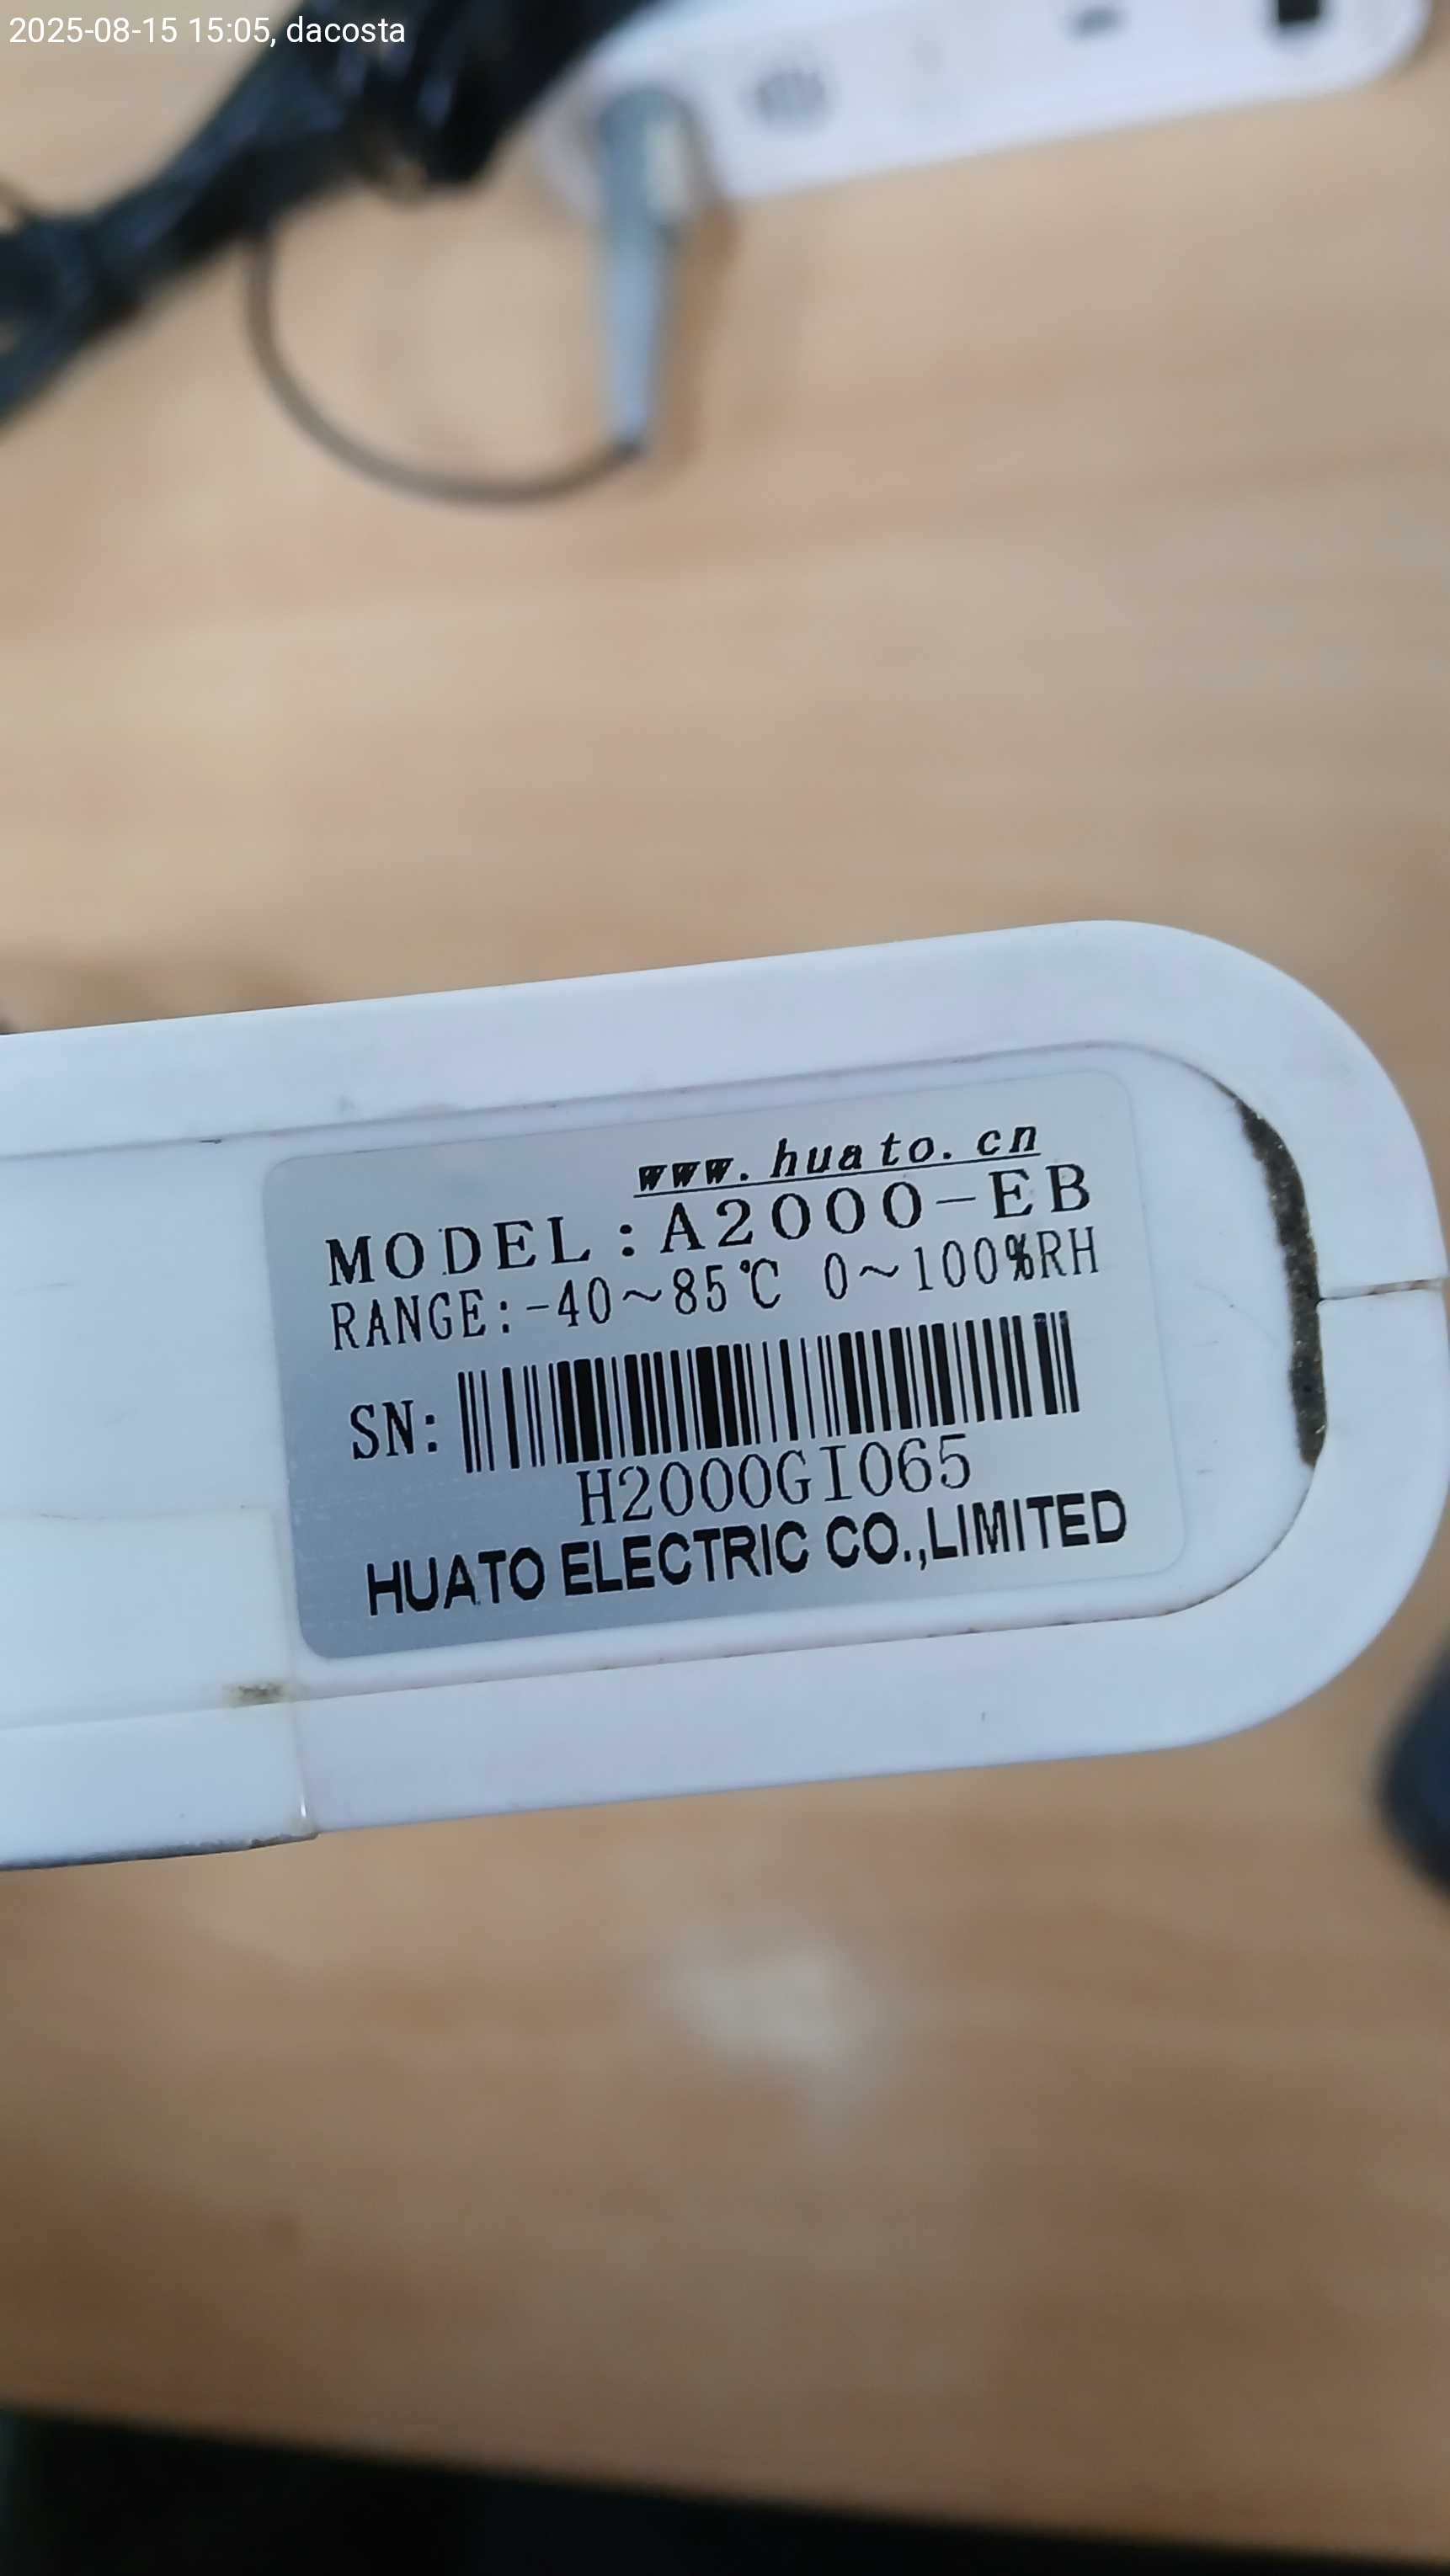 2025-08-15 15:05, dacosta
www.huato.cn
MODEL:A2000-EB
RANGE:-40~85℃ 0~100%RH
SN:
H2000GI065
HUATO ELECTRIC CO.,LIMITED